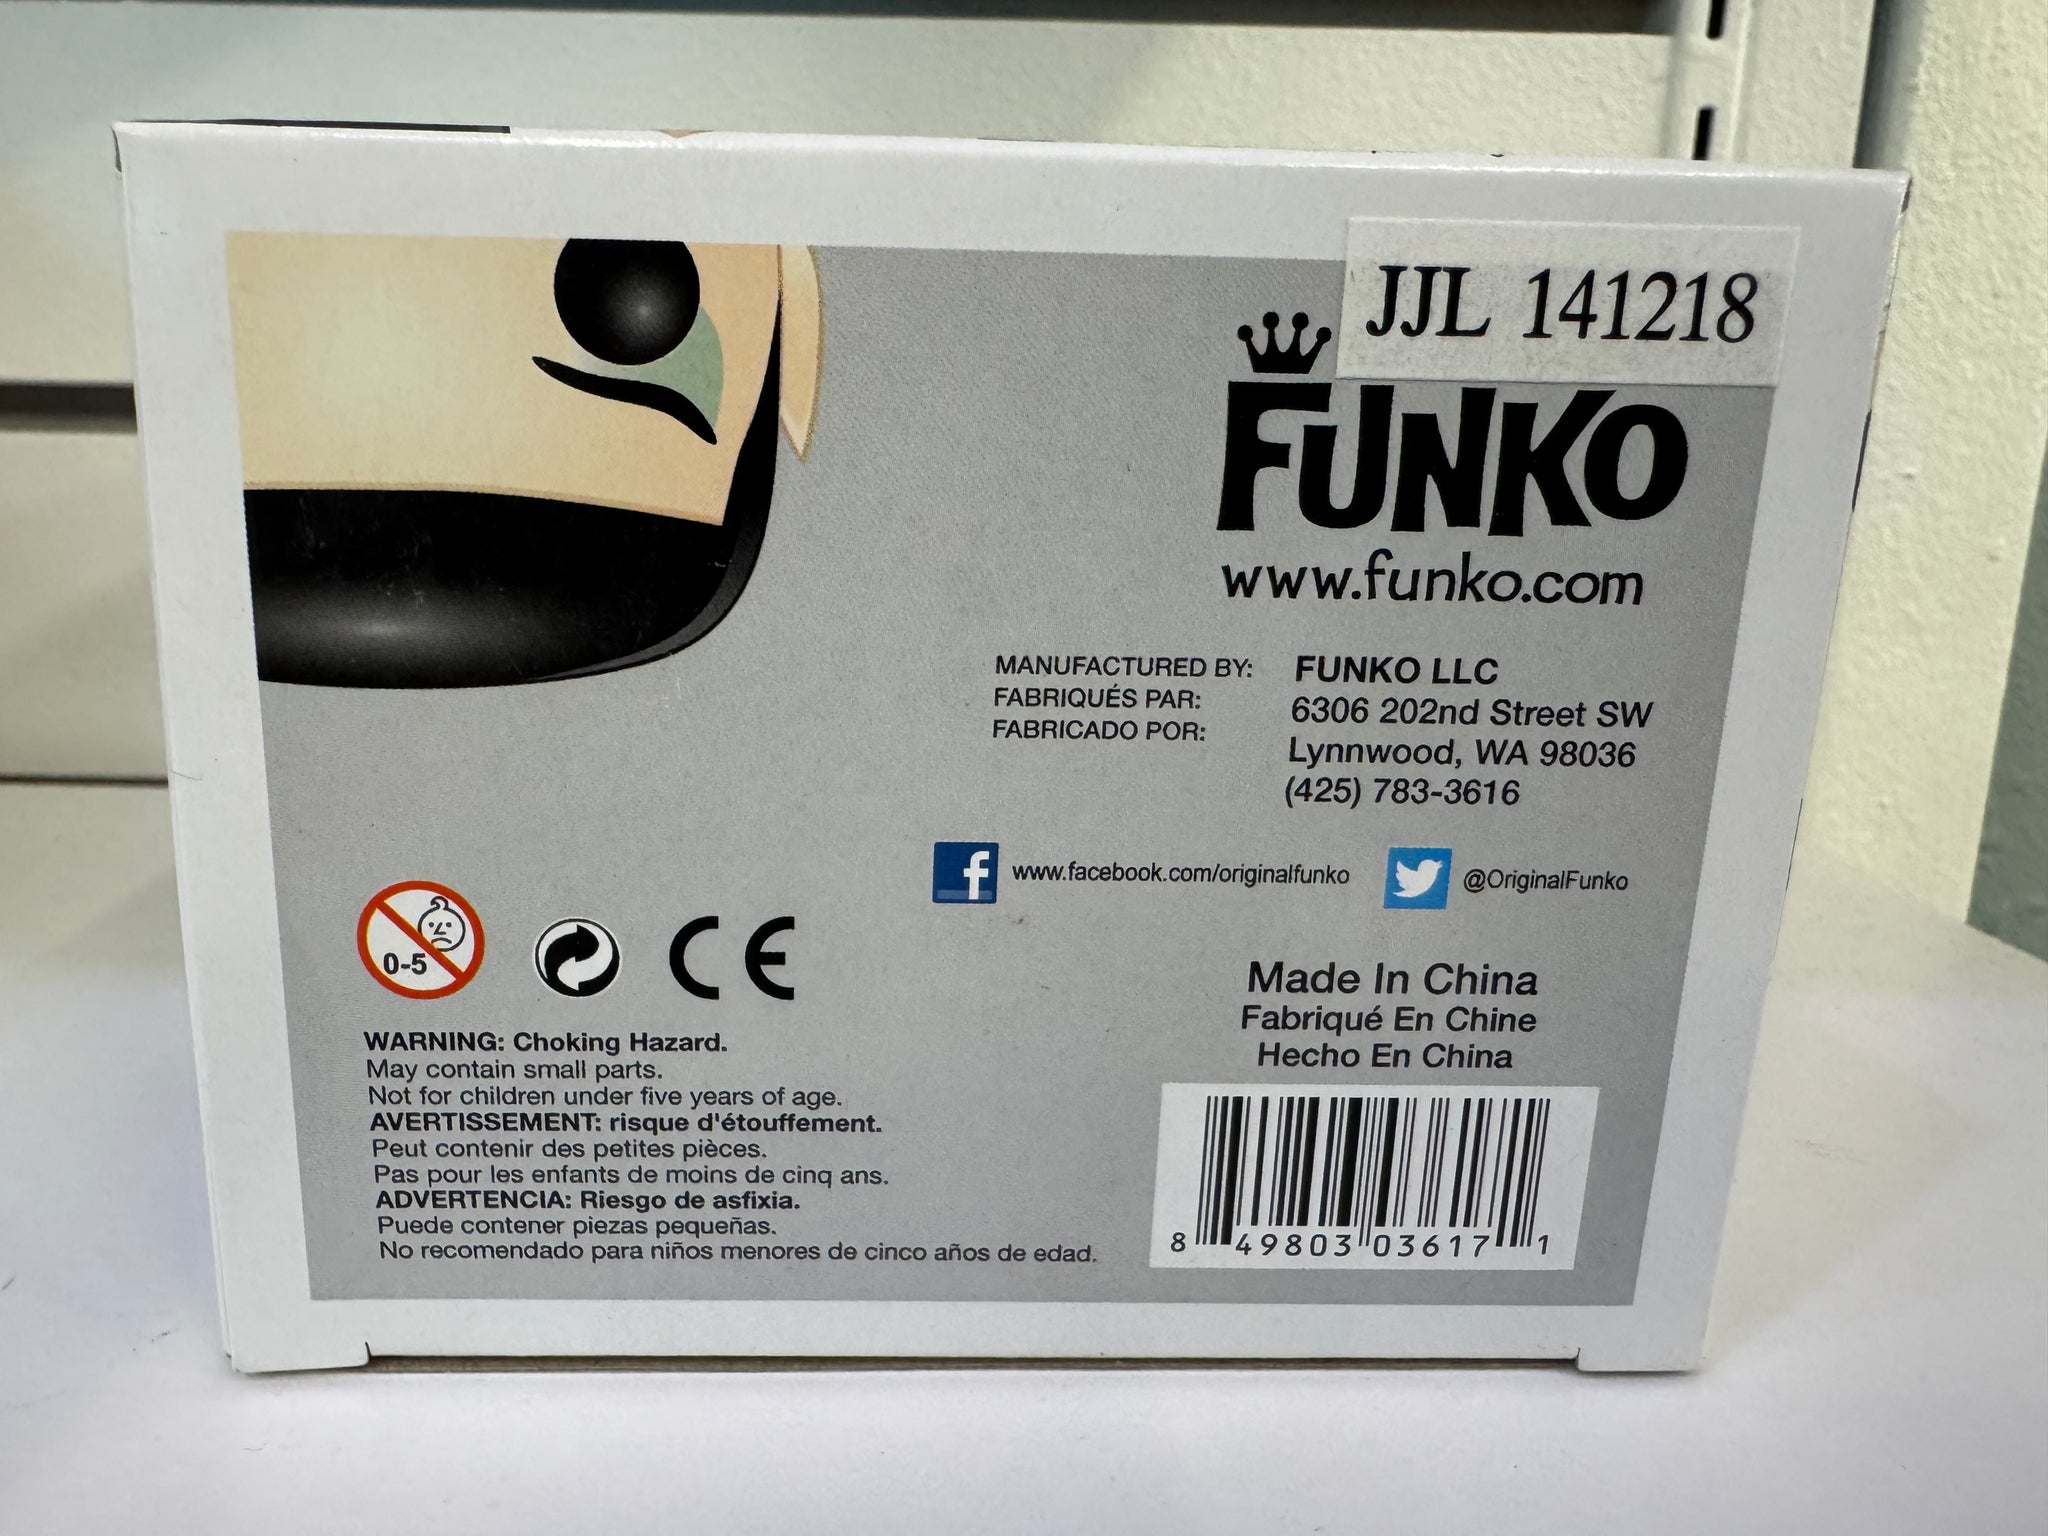 JJL 141218
FUNKO
www.funko.com
MANUFACTURED BY:
FABRIQUÉS PAR:
FABRICADO POR:
FUNKO LLC
6306 202nd Street SW
Lynnwood, WA 98036
(425) 783-3616
f www.facebook.com/originalfunko
@OriginalFunko
0-5
CE
WARNING: Choking Hazard.
May contain small parts.
Not for children under five years of age.
AVERTISSEMENT: risque d'étouffement.
Peut contenir des petites pièces.
Pas pour les enfants de moins de cinq ans.
ADVERTENCIA: Riesgo de asfixia.
Puede contener piezas pequeñas.
No recomendado para niños menores de cinco años de edad.
Made In China
Fabriqué En Chine
Hecho En China
8 49803 03617 1